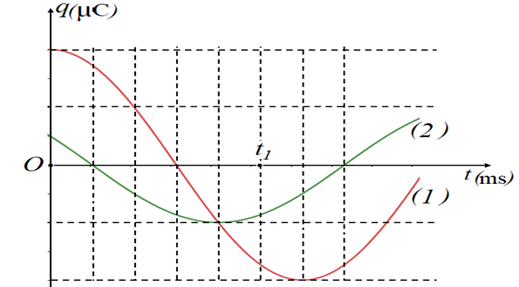 q(μC)
(2)
O
t₁
t(ms)
(1)